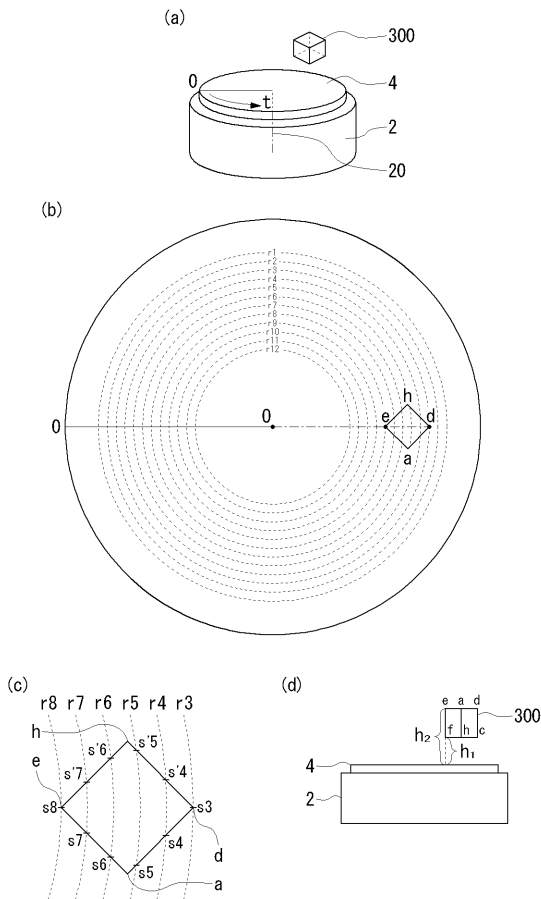 (a)
300
0
4
t
2
20
(b)
r1
r2
r3
r4
r5
r6
r7
r8
r9
r10
r11
r12
h
0
0
e
d
a
(c)
r8 r7 r6 r5 r4 r3
h
s'5
s'6
e
s'7
s'4
s8
s3
s7
s4
s6
s5
d
a
(d)
e a d
300
f h c
h2
h1
4
2